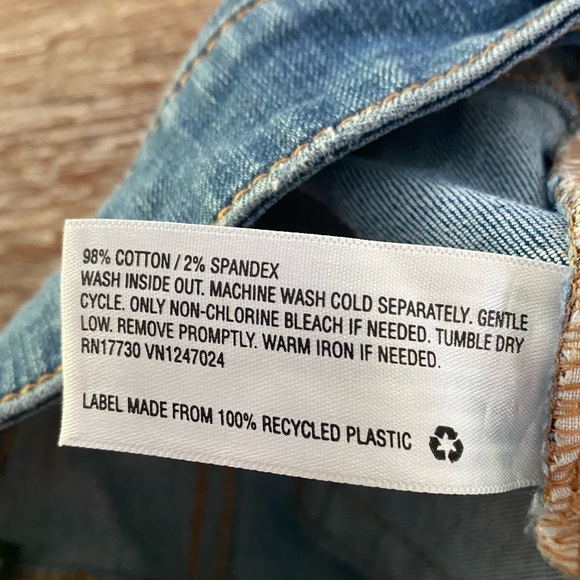 98% COTTON / 2% SPANDEX
WASH INSIDE OUT. MACHINE WASH COLD SEPARATELY. GENTLE
CYCLE. ONLY NON-CHLORINE BLEACH IF NEEDED. TUMBLE DRY
LOW. REMOVE PROMPTLY. WARM IRON IF NEEDED.
RN17730 VN1247024
LABEL MADE FROM 100% RECYCLED PLASTIC